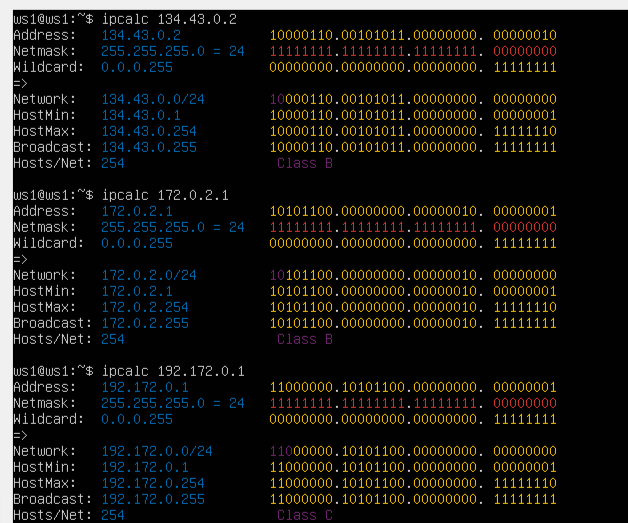 ws1@ws1:~$ ipcalc 134.43.0.2
Address:   134.43.0.2           10000110.00101011.00000000. 00000010
Netmask:   255.255.255.0 = 24   11111111.11111111.11111111. 00000000
Wildcard:  0.0.0.255            00000000.00000000.00000000. 11111111
=>
Network:   134.43.0.0/24        10000110.00101011.00000000. 00000000
HostMin:   134.43.0.1           10000110.00101011.00000000. 00000001
HostMax:   134.43.0.254         10000110.00101011.00000000. 11111110
Broadcast: 134.43.0.255         10000110.00101011.00000000. 11111111
Hosts/Net: 254                   Class B
ws1@ws1:~$ ipcalc 172.0.2.1
Address:   172.0.2.1            10101100.00000000.00000010. 00000001
Netmask:   255.255.255.0 = 24   11111111.11111111.11111111. 00000000
Wildcard:  0.0.0.255            00000000.00000000.00000000. 11111111
=>
Network:   172.0.2.0/24         10101100.00000000.00000010. 00000000
HostMin:   172.0.2.1            10101100.00000000.00000010. 00000001
HostMax:   172.0.2.254          10101100.00000000.00000010. 11111110
Broadcast: 172.0.2.255          10101100.00000000.00000010. 11111111
Hosts/Net: 254                   Class B
ws1@ws1:~$ ipcalc 192.172.0.1
Address:   192.172.0.1          11000000.10101100.00000000. 00000001
Netmask:   255.255.255.0 = 24   11111111.11111111.11111111. 00000000
Wildcard:  0.0.0.255            00000000.00000000.00000000. 11111111
=>
Network:   192.172.0.0/24       11000000.10101100.00000000. 00000000
HostMin:   192.172.0.1          11000000.10101100.00000000. 00000001
HostMax:   192.172.0.254        11000000.10101100.00000000. 11111110
Broadcast: 192.172.0.255        11000000.10101100.00000000. 11111111
Hosts/Net: 254                   Class C